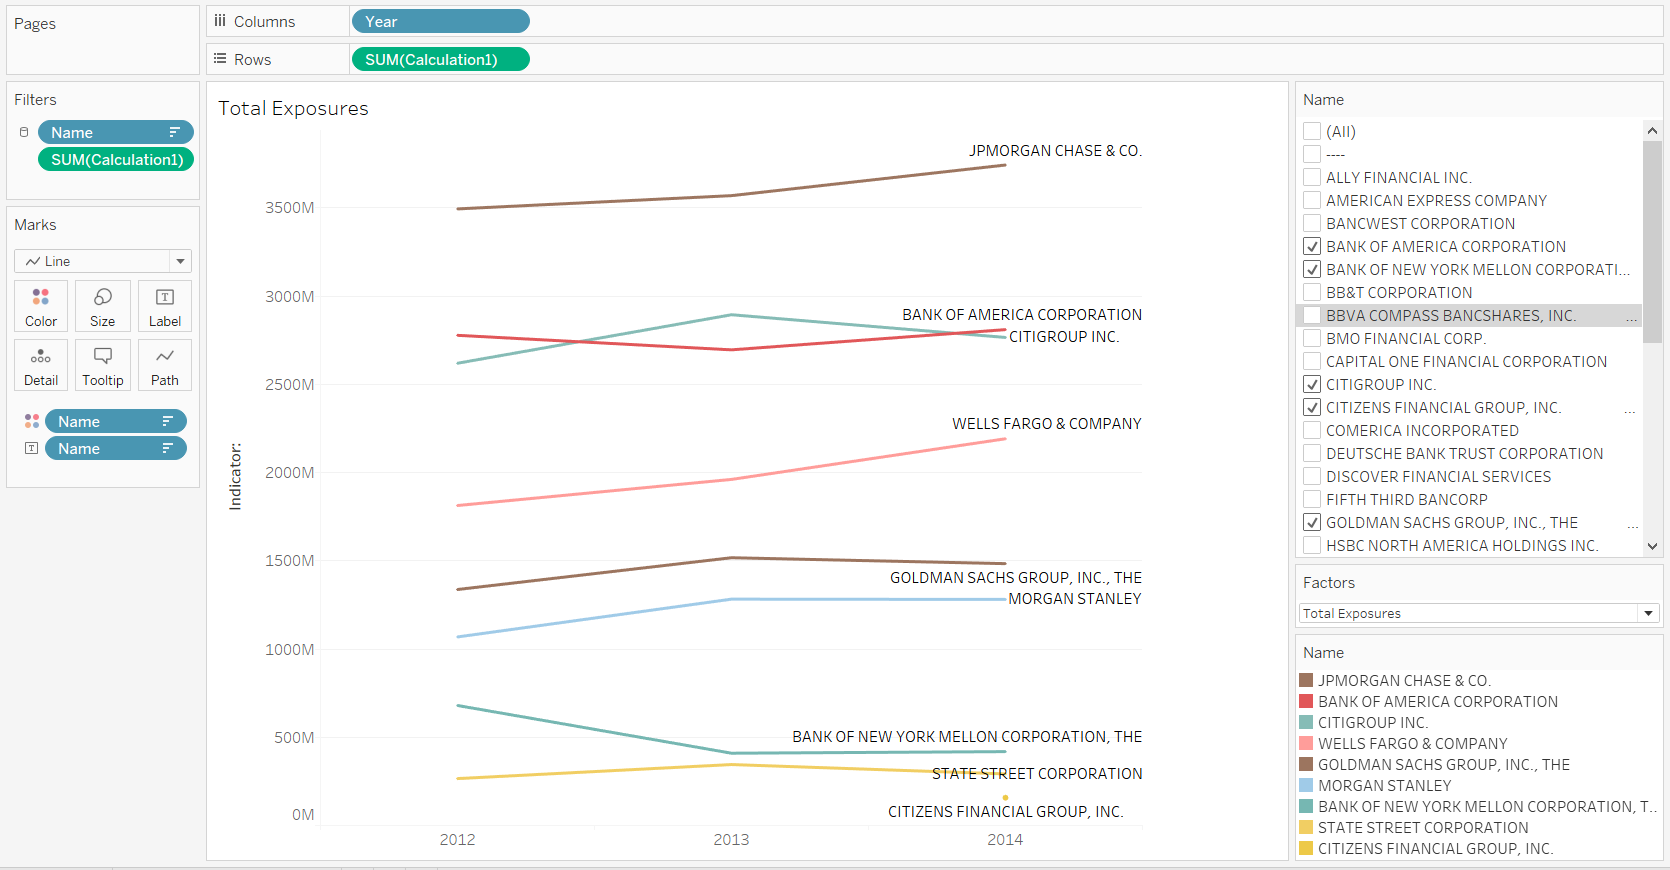 Pages
Columns
Year
Rows
SUM(Calculation1)
Filters
Name
SUM(Calculation1)
Marks
Line
Color
Size
Label
Detail
Tooltip
Path
Name
Name
Total Exposures
Indicator:
3500M
3000M
2500M
2000M
1500M
1000M
500M
0M
JPMORGAN CHASE & CO.
BANK OF AMERICA CORPORATION
CITIGROUP INC.
WELLS FARGO & COMPANY
GOLDMAN SACHS GROUP, INC., THE
MORGAN STANLEY
BANK OF NEW YORK MELLON CORPORATION, THE
STATE STREET CORPORATION
CITIZENS FINANCIAL GROUP, INC.
2012
2013
2014
Name
(All)
----
ALLY FINANCIAL INC.
AMERICAN EXPRESS COMPANY
BANCWEST CORPORATION
BANK OF AMERICA CORPORATION
BANK OF NEW YORK MELLON CORPORATI...
BB&T CORPORATION
BBVA COMPASS BANCSHARES, INC. ...
BMO FINANCIAL CORP.
CAPITAL ONE FINANCIAL CORPORATION
CITIGROUP INC.
CITIZENS FINANCIAL GROUP, INC. ...
COMERICA INCORPORATED
DEUTSCHE BANK TRUST CORPORATION
DISCOVER FINANCIAL SERVICES
FIFTH THIRD BANCORP
GOLDMAN SACHS GROUP, INC., THE ...
HSBC NORTH AMERICA HOLDINGS INC.
Factors
Total Exposures
Name
JPMORGAN CHASE & CO.
BANK OF AMERICA CORPORATION
CITIGROUP INC.
WELLS FARGO & COMPANY
GOLDMAN SACHS GROUP, INC., THE
MORGAN STANLEY
BANK OF NEW YORK MELLON CORPORATION, T..
STATE STREET CORPORATION
CITIZENS FINANCIAL GROUP, INC.